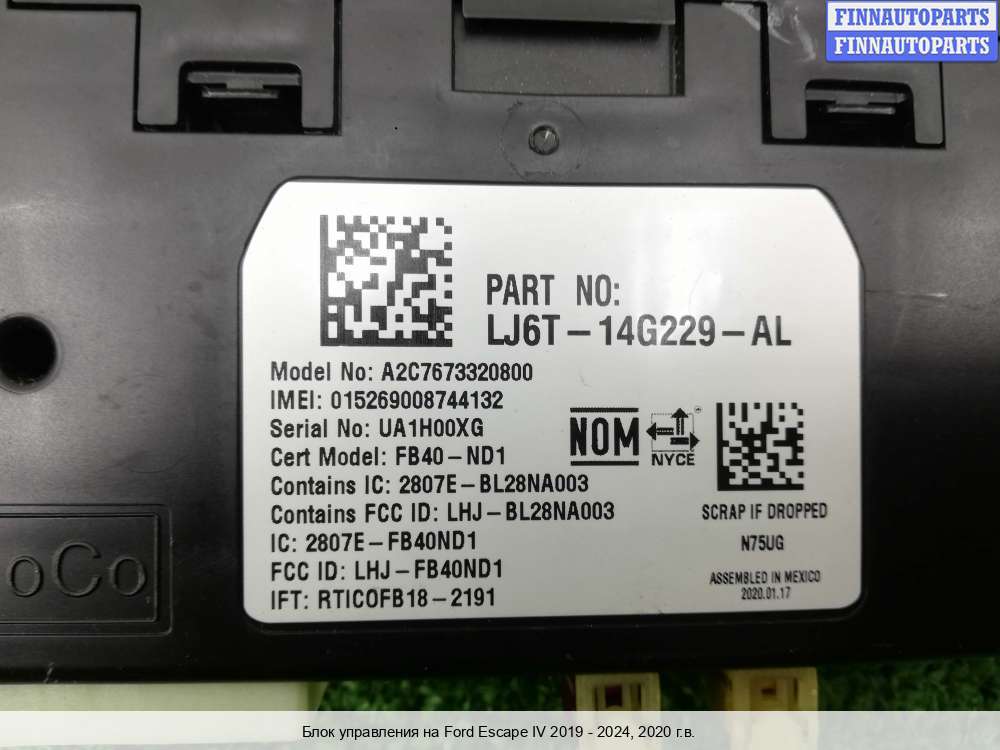 FINNAUTOPARTS
FINNAUTOPARTS
PART NO:
LJ6T-14G229-AL
Model No: A2C7673320800
IMEI: 015269008744132
Serial No: UA1H00XG
Cert Model: FB40-ND1
Contains IC: 2807E-BL28NA003
Contains FCC ID: LHJ-BL28NA003
IC: 2807E-FB40ND1
FCC ID: LHJ-FB40ND1
IFT: RTICOFB18-2191
NOM
NYCE
SCRAP IF DROPPED
N75UG
ASSEMBLED IN MEXICO
2020.01.17
oCo
Блок управления на Ford Escape IV 2019 - 2024, 2020 г.в.